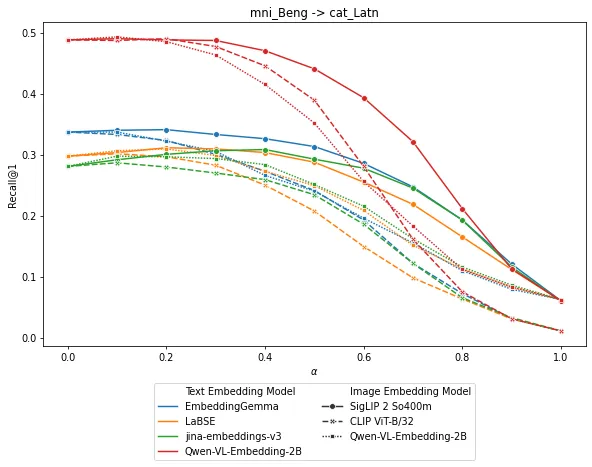 mni_Beng -> cat_Latn
0.5
0.4
0.3
0.2
0.1
0.0
Recall@1
0.0 0.2 0.4 0.6 0.8 1.0
α
Text Embedding Model
EmbeddingGemma
LaBSE
jina-embeddings-v3
Qwen-VL-Embedding-2B
Image Embedding Model
SigLIP 2 So400m
CLIP ViT-B/32
Qwen-VL-Embedding-2B